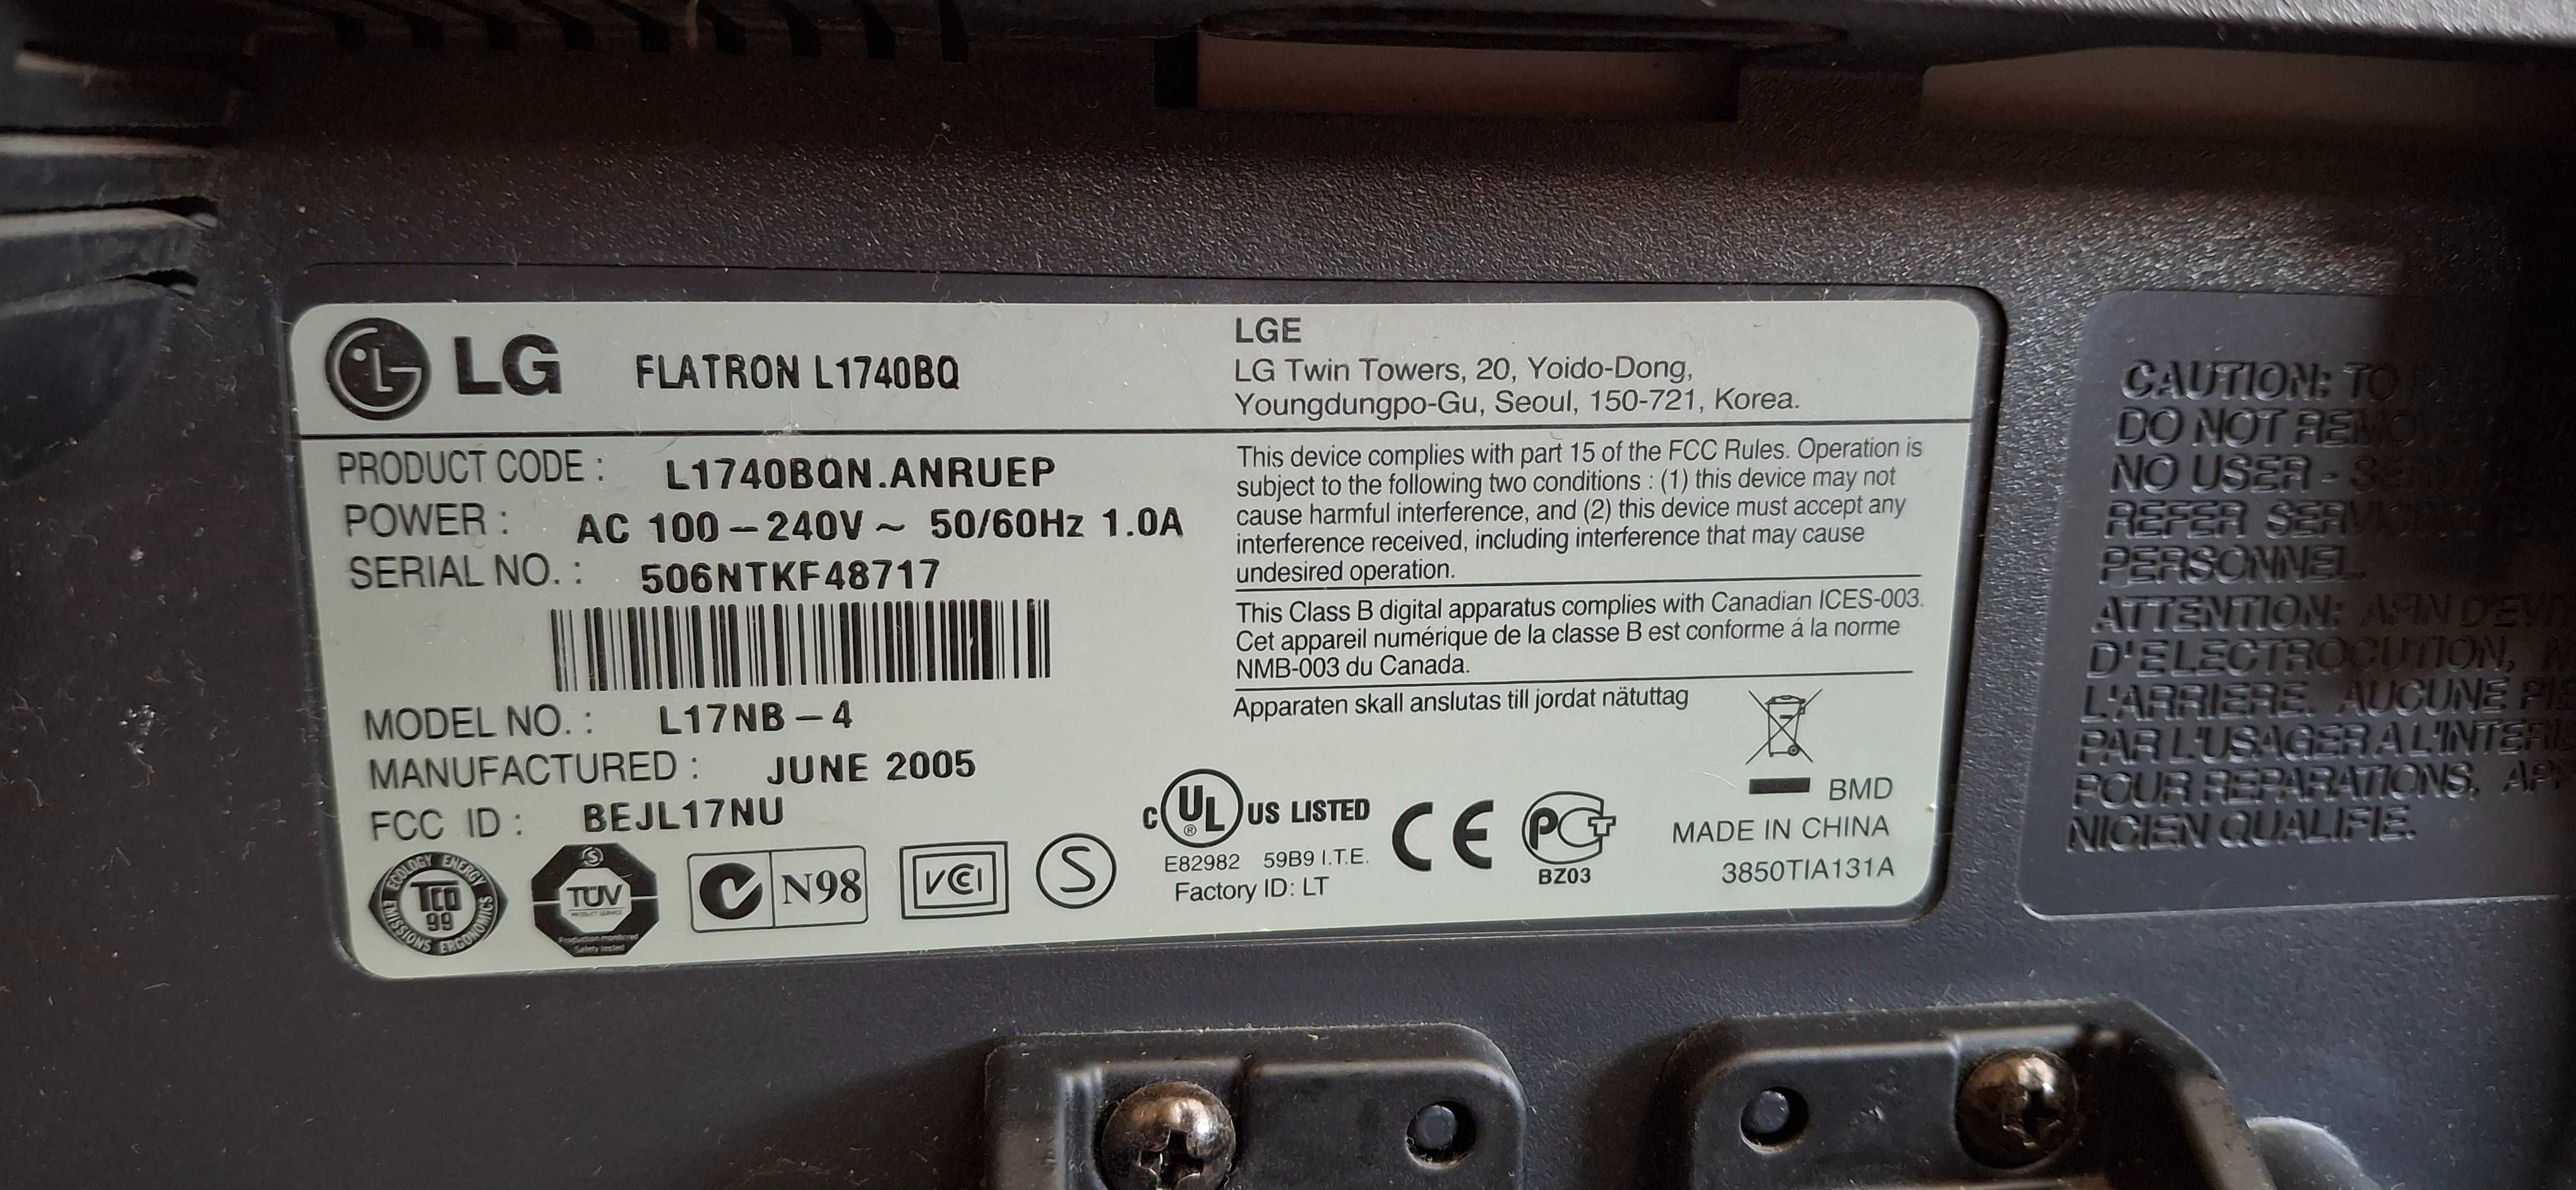 LG FLATRON L1740BQ
LGE
LG Twin Towers, 20, Yoido-Dong,
Youngdungpo-Gu, Seoul, 150-721, Korea.
PRODUCT CODE : L1740BQN.ANRUEP
POWER : AC 100 – 240V ~ 50/60Hz 1.0A
SERIAL NO. : 506NTKF48717
MODEL NO. : L17NB – 4
MANUFACTURED : JUNE 2005
FCC ID : BEJL17NU
ECOLOGY ENERGY
TCO
99
EMISSIONS ERGONOMICS
S
TÜV
PRODUCT SERVICE
Production monitored
Safety tested
N98
VCI
S
This device complies with part 15 of the FCC Rules. Operation is
subject to the following two conditions : (1) this device may not
cause harmful interference, and (2) this device must accept any
interference received, including interference that may cause
undesired operation.
This Class B digital apparatus complies with Canadian ICES-003.
Cet appareil numérique de la classe B est conforme á la norme
NMB-003 du Canada.
Apparaten skall anslutas till jordat nätuttag
c UL ® US LISTED
E82982 59B9 I.T.E.
Factory ID: LT
CE
PCT
BZ03
BMD
MADE IN CHINA
3850TIA131A
CAUTION: TO
DO NOT
NO USER -
REFER
PERSONNEL.
ATTENTION: AFIN
D'ELECTROCUTION,
L'ARRIERE. AUCUNE
PAR L'USAGER A
POUR REPARATIONS,
NICIEN QUALIFIE.